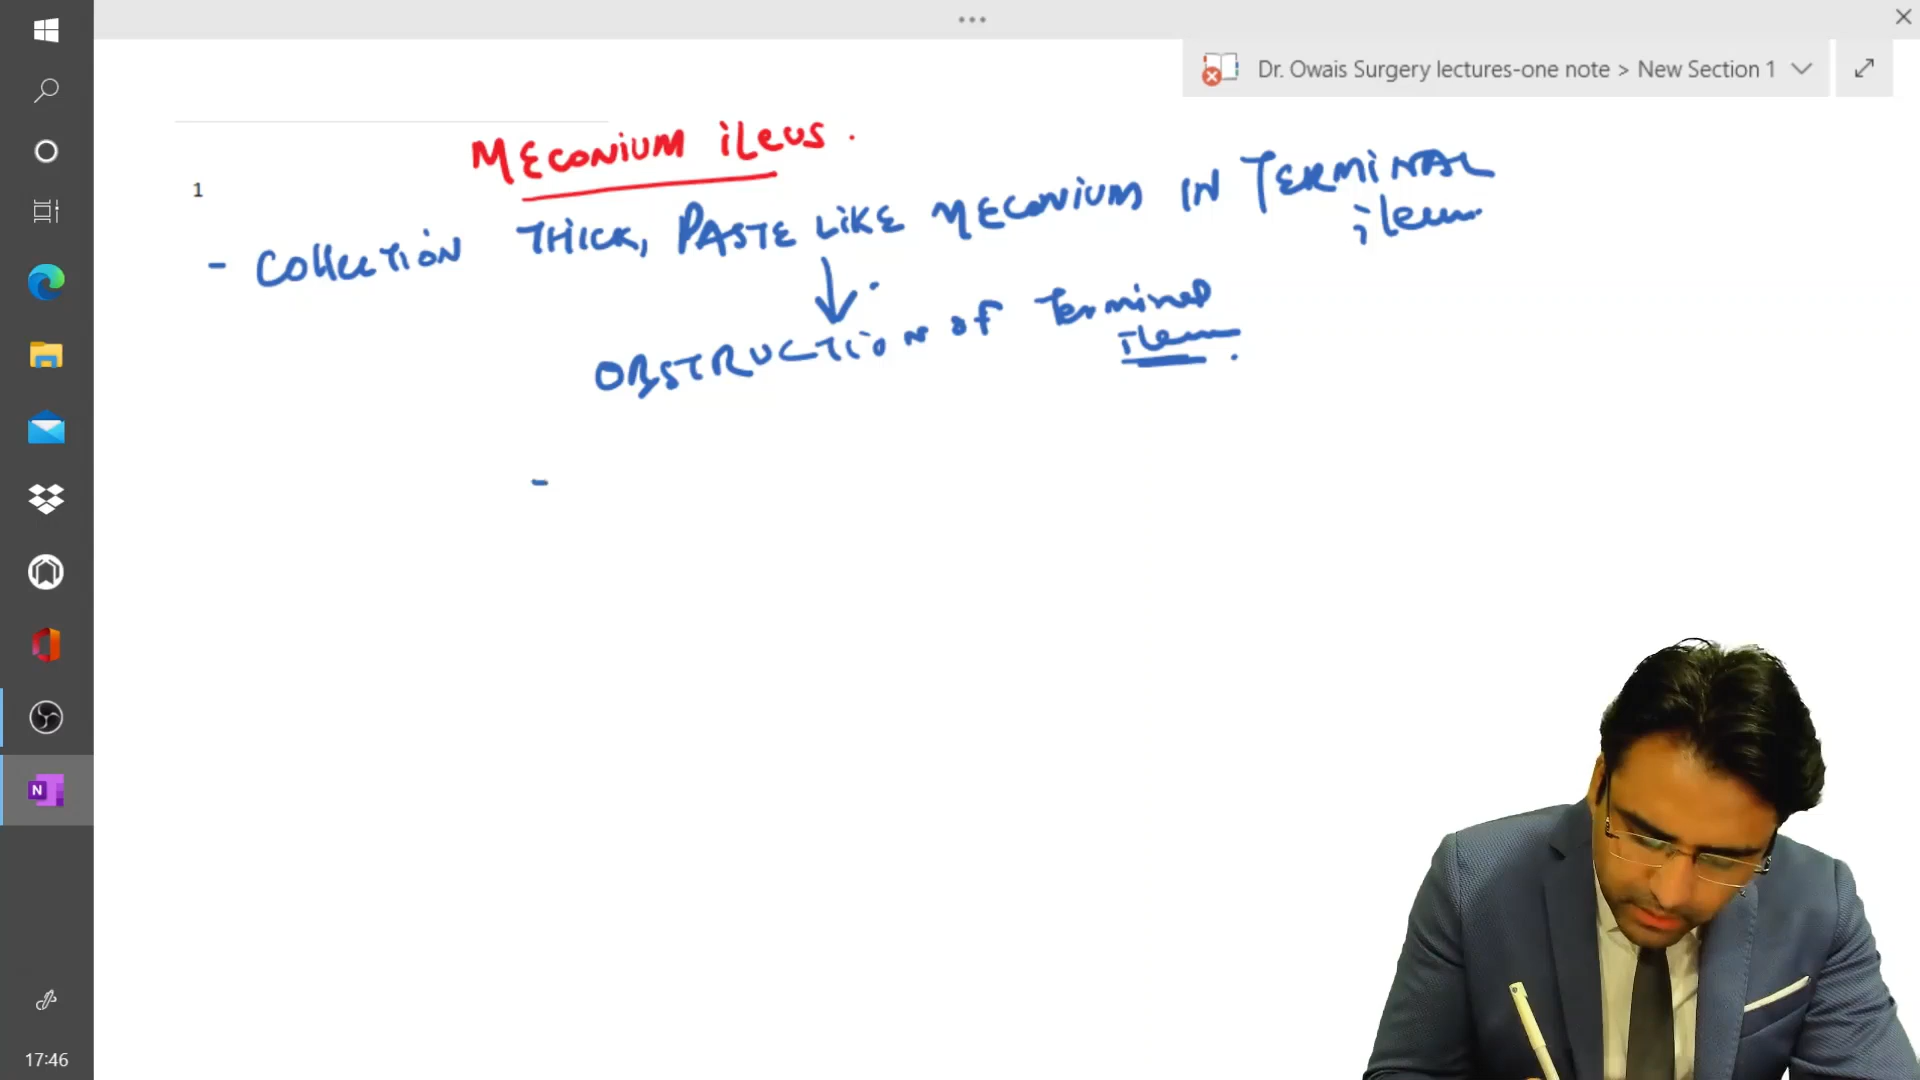 Dr. Owais Surgery lectures-one note > New Section 1
MECONIUM ILEUS.
1
- Collection THICK, PASTE LIKE MECONIUM IN TERMINAL
ileum.
OBSTRUCTION of Terminal
ileum.
-
N
17:46